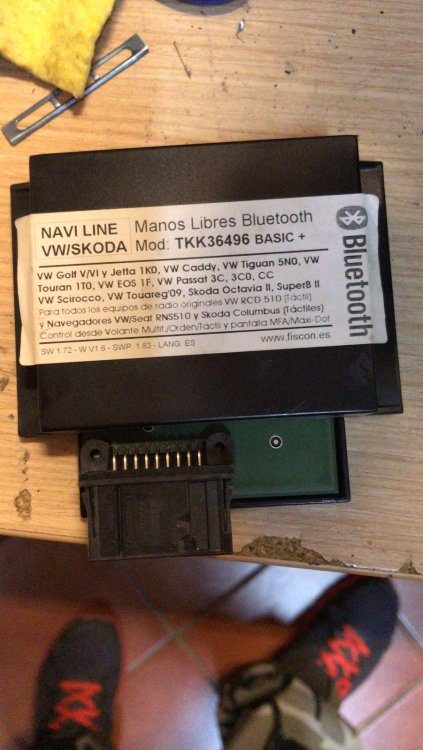 NAVI LINE
VW/SKODA
Manos Libres Bluetooth
Mod: TKK36496 BASIC +
VW Golf V/VI y Jetta 1K0, VW Caddy, VW Tiguan 5N0, VW
Touran 1T0, VW EOS 1F, VW Passat 3C, 3C0, CC
VW Scirocco, VW Touareg09, Skoda Octavia II, SuperB II
Para todos los equipos de radio originales VW RCD 510 (Táctil)
y Navegadores VW/Seat RNS510 y Skoda Columbus (Táctiles)
Control desde Volante Multif./Orden/Táctil y pantalla MFA/Maxi-Dot
SW 1.72 - W V1.6 - SWP: 1.83 - LANG: ES
www.fiscon.es
Bluetooth